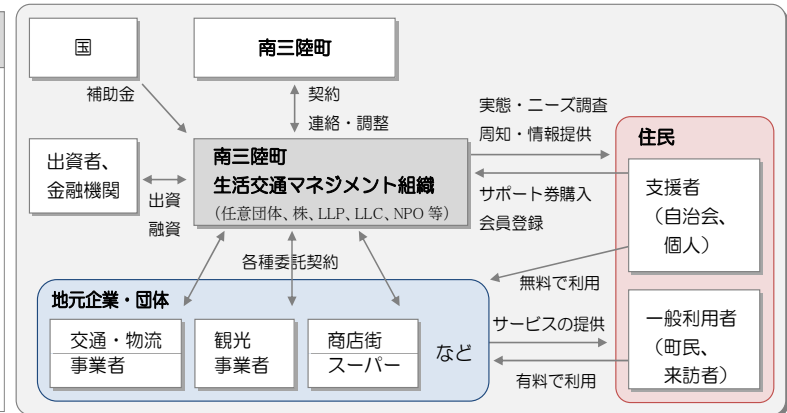 国
南三陸町
補助金
契約
連絡・調整
実態・ニーズ調査
周知・情報提供
出資者、
金融機関
出資
融資
南三陸町
生活交通マネジメント組織
（任意団体、株、LLP、LLC、NPO 等）
サポート券購入
会員登録
住民
支援者
（自治会、
個人）
各種委託契約
無料で利用
地元企業・団体
交通・物流
事業者
観光
事業者
商店街
スーパー
など
サービスの提供
有料で利用
一般利用者
（町民、
来訪者）